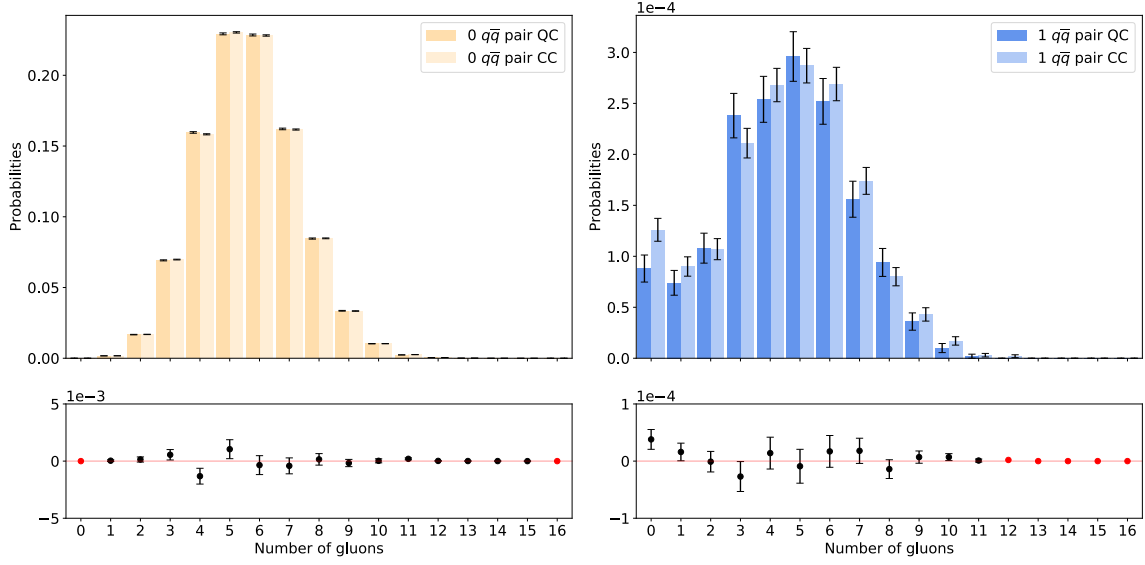 0 qq̅ pair QC
0 qq̅ pair CC
Probabilities
0.20
0.15
0.10
0.05
0.00
1e−3
5
0
−5
0 1 2 3 4 5 6 7 8 9 10 11 12 13 14 15 16
Number of gluons
1e−4
1 qq̅ pair QC
1 qq̅ pair CC
Probabilities
3.0
2.5
2.0
1.5
1.0
0.5
0.0
1e−4
1
0
−1
0 1 2 3 4 5 6 7 8 9 10 11 12 13 14 15 16
Number of gluons